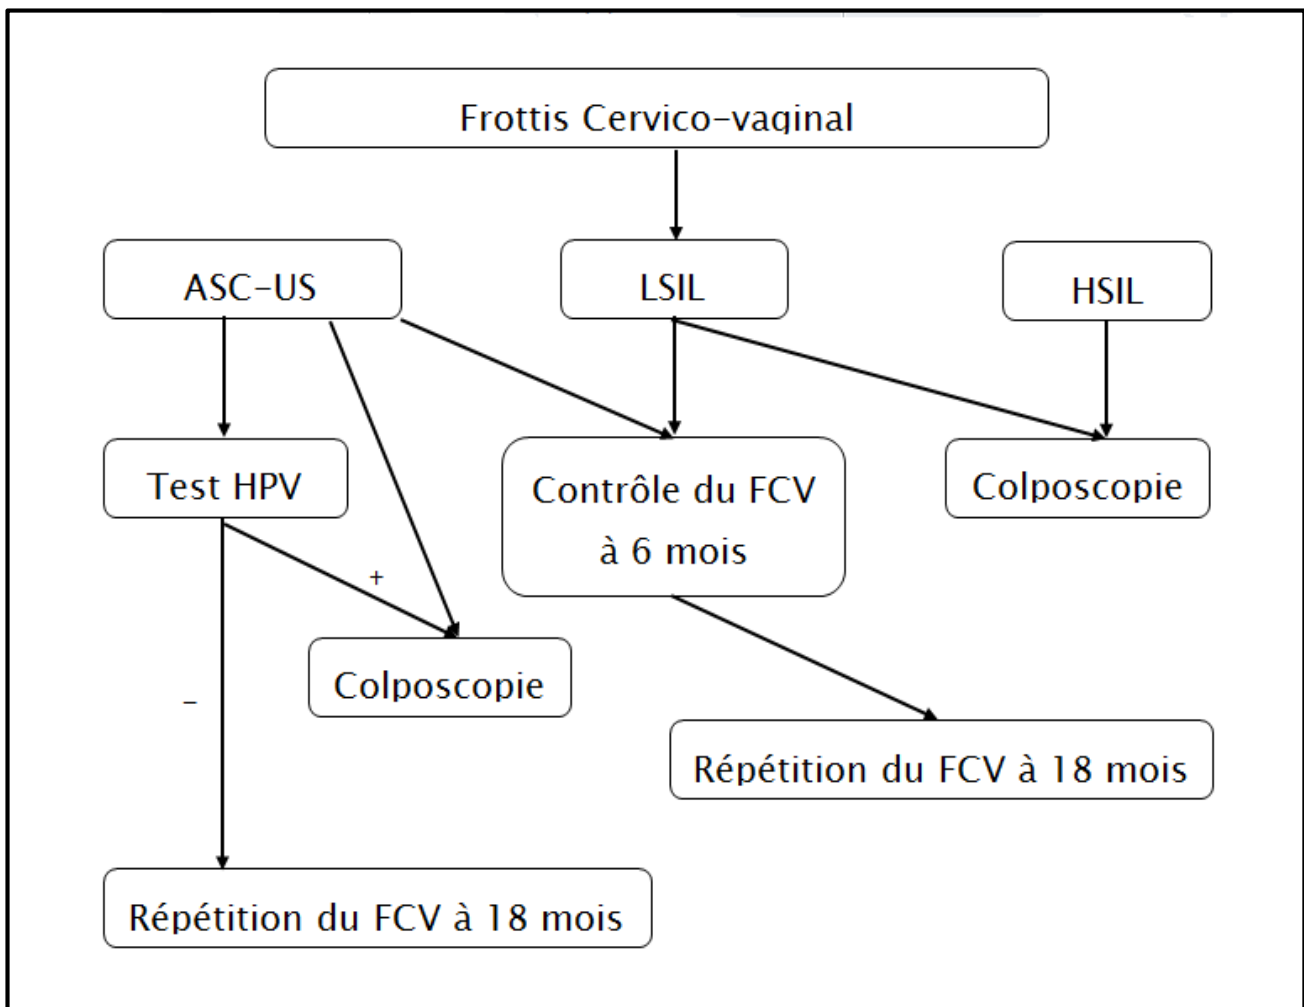 Frottis Cervico-vaginal
ASC-US
LSIL
HSIL
Test HPV
Contrôle du FCV
à 6 mois
Colposcopie
+
Colposcopie
-
Répétition du FCV à 18 mois
Répétition du FCV à 18 mois